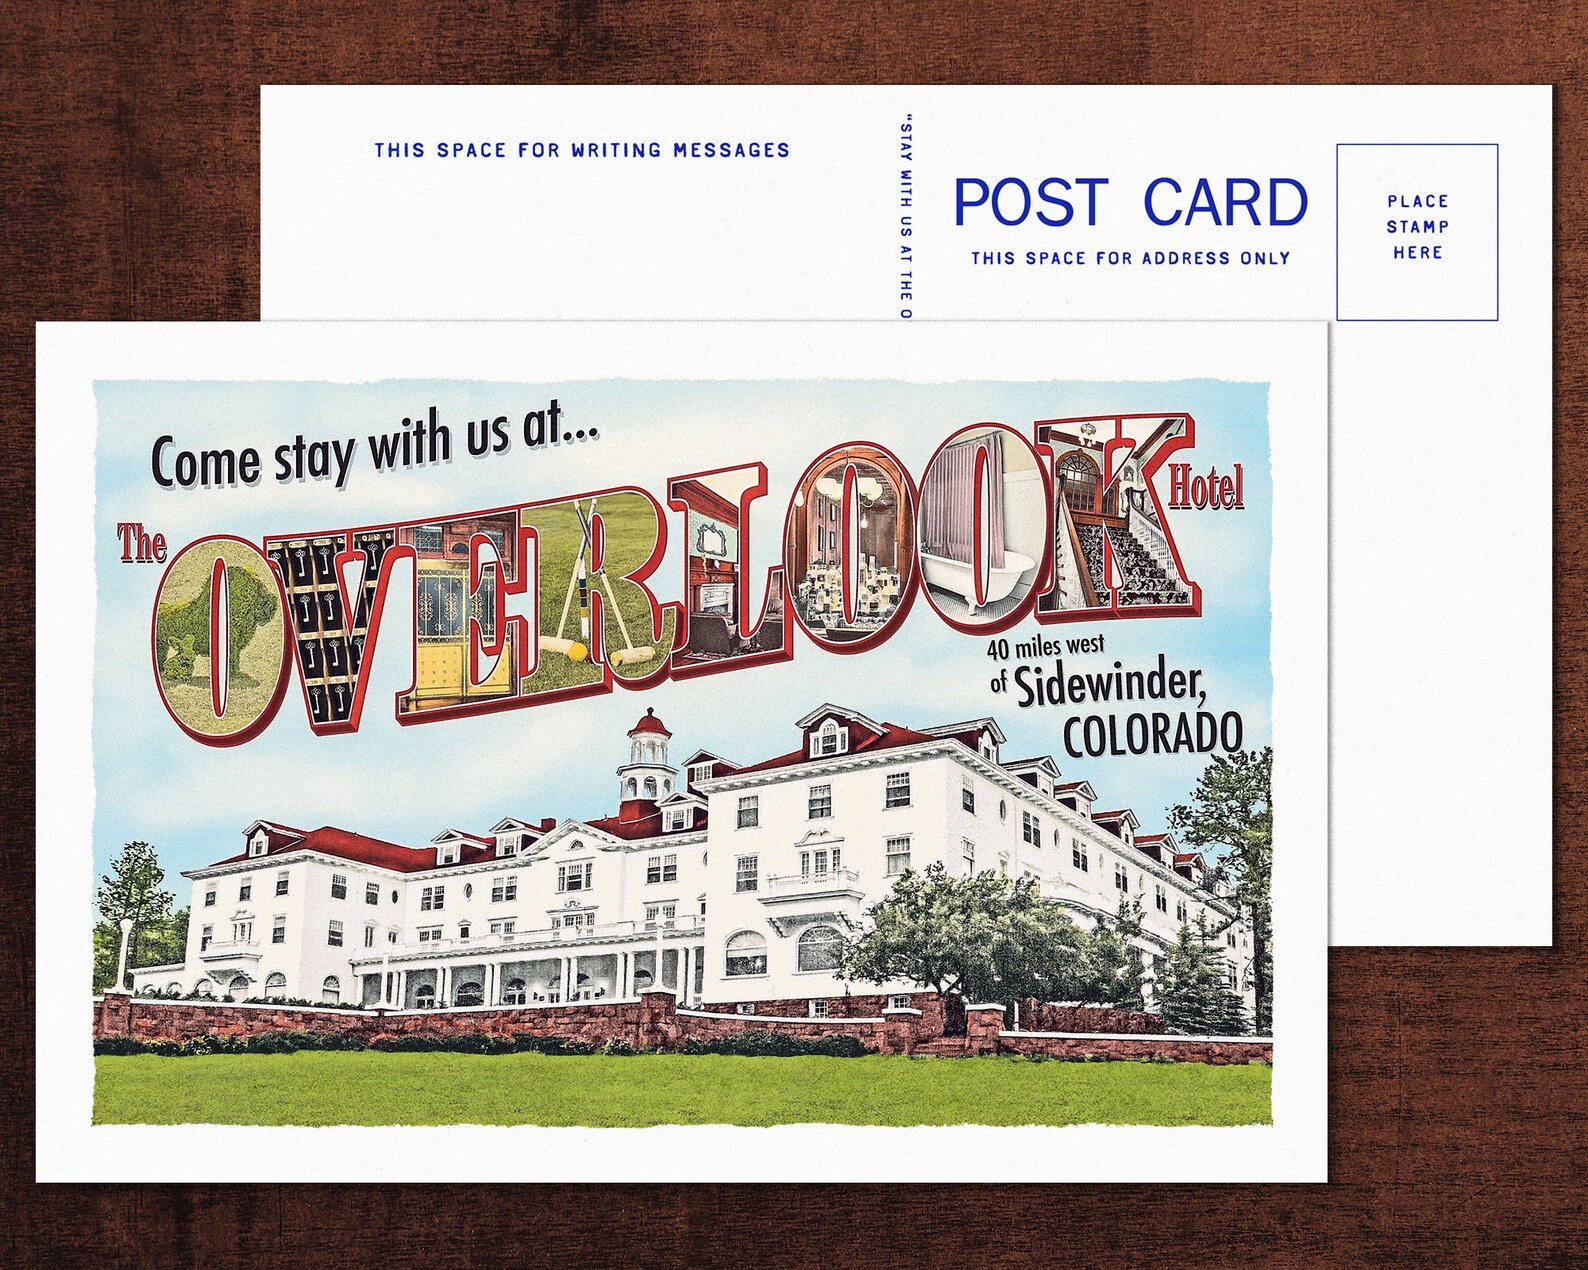 THIS SPACE FOR WRITING MESSAGES
"STAY WITH US AT THE O
POST CARD
THIS SPACE FOR ADDRESS ONLY
PLACE
STAMP
HERE
Come stay with us at...
The
OVERLOOK
Hotel
40 miles west
of Sidewinder,
COLORADO